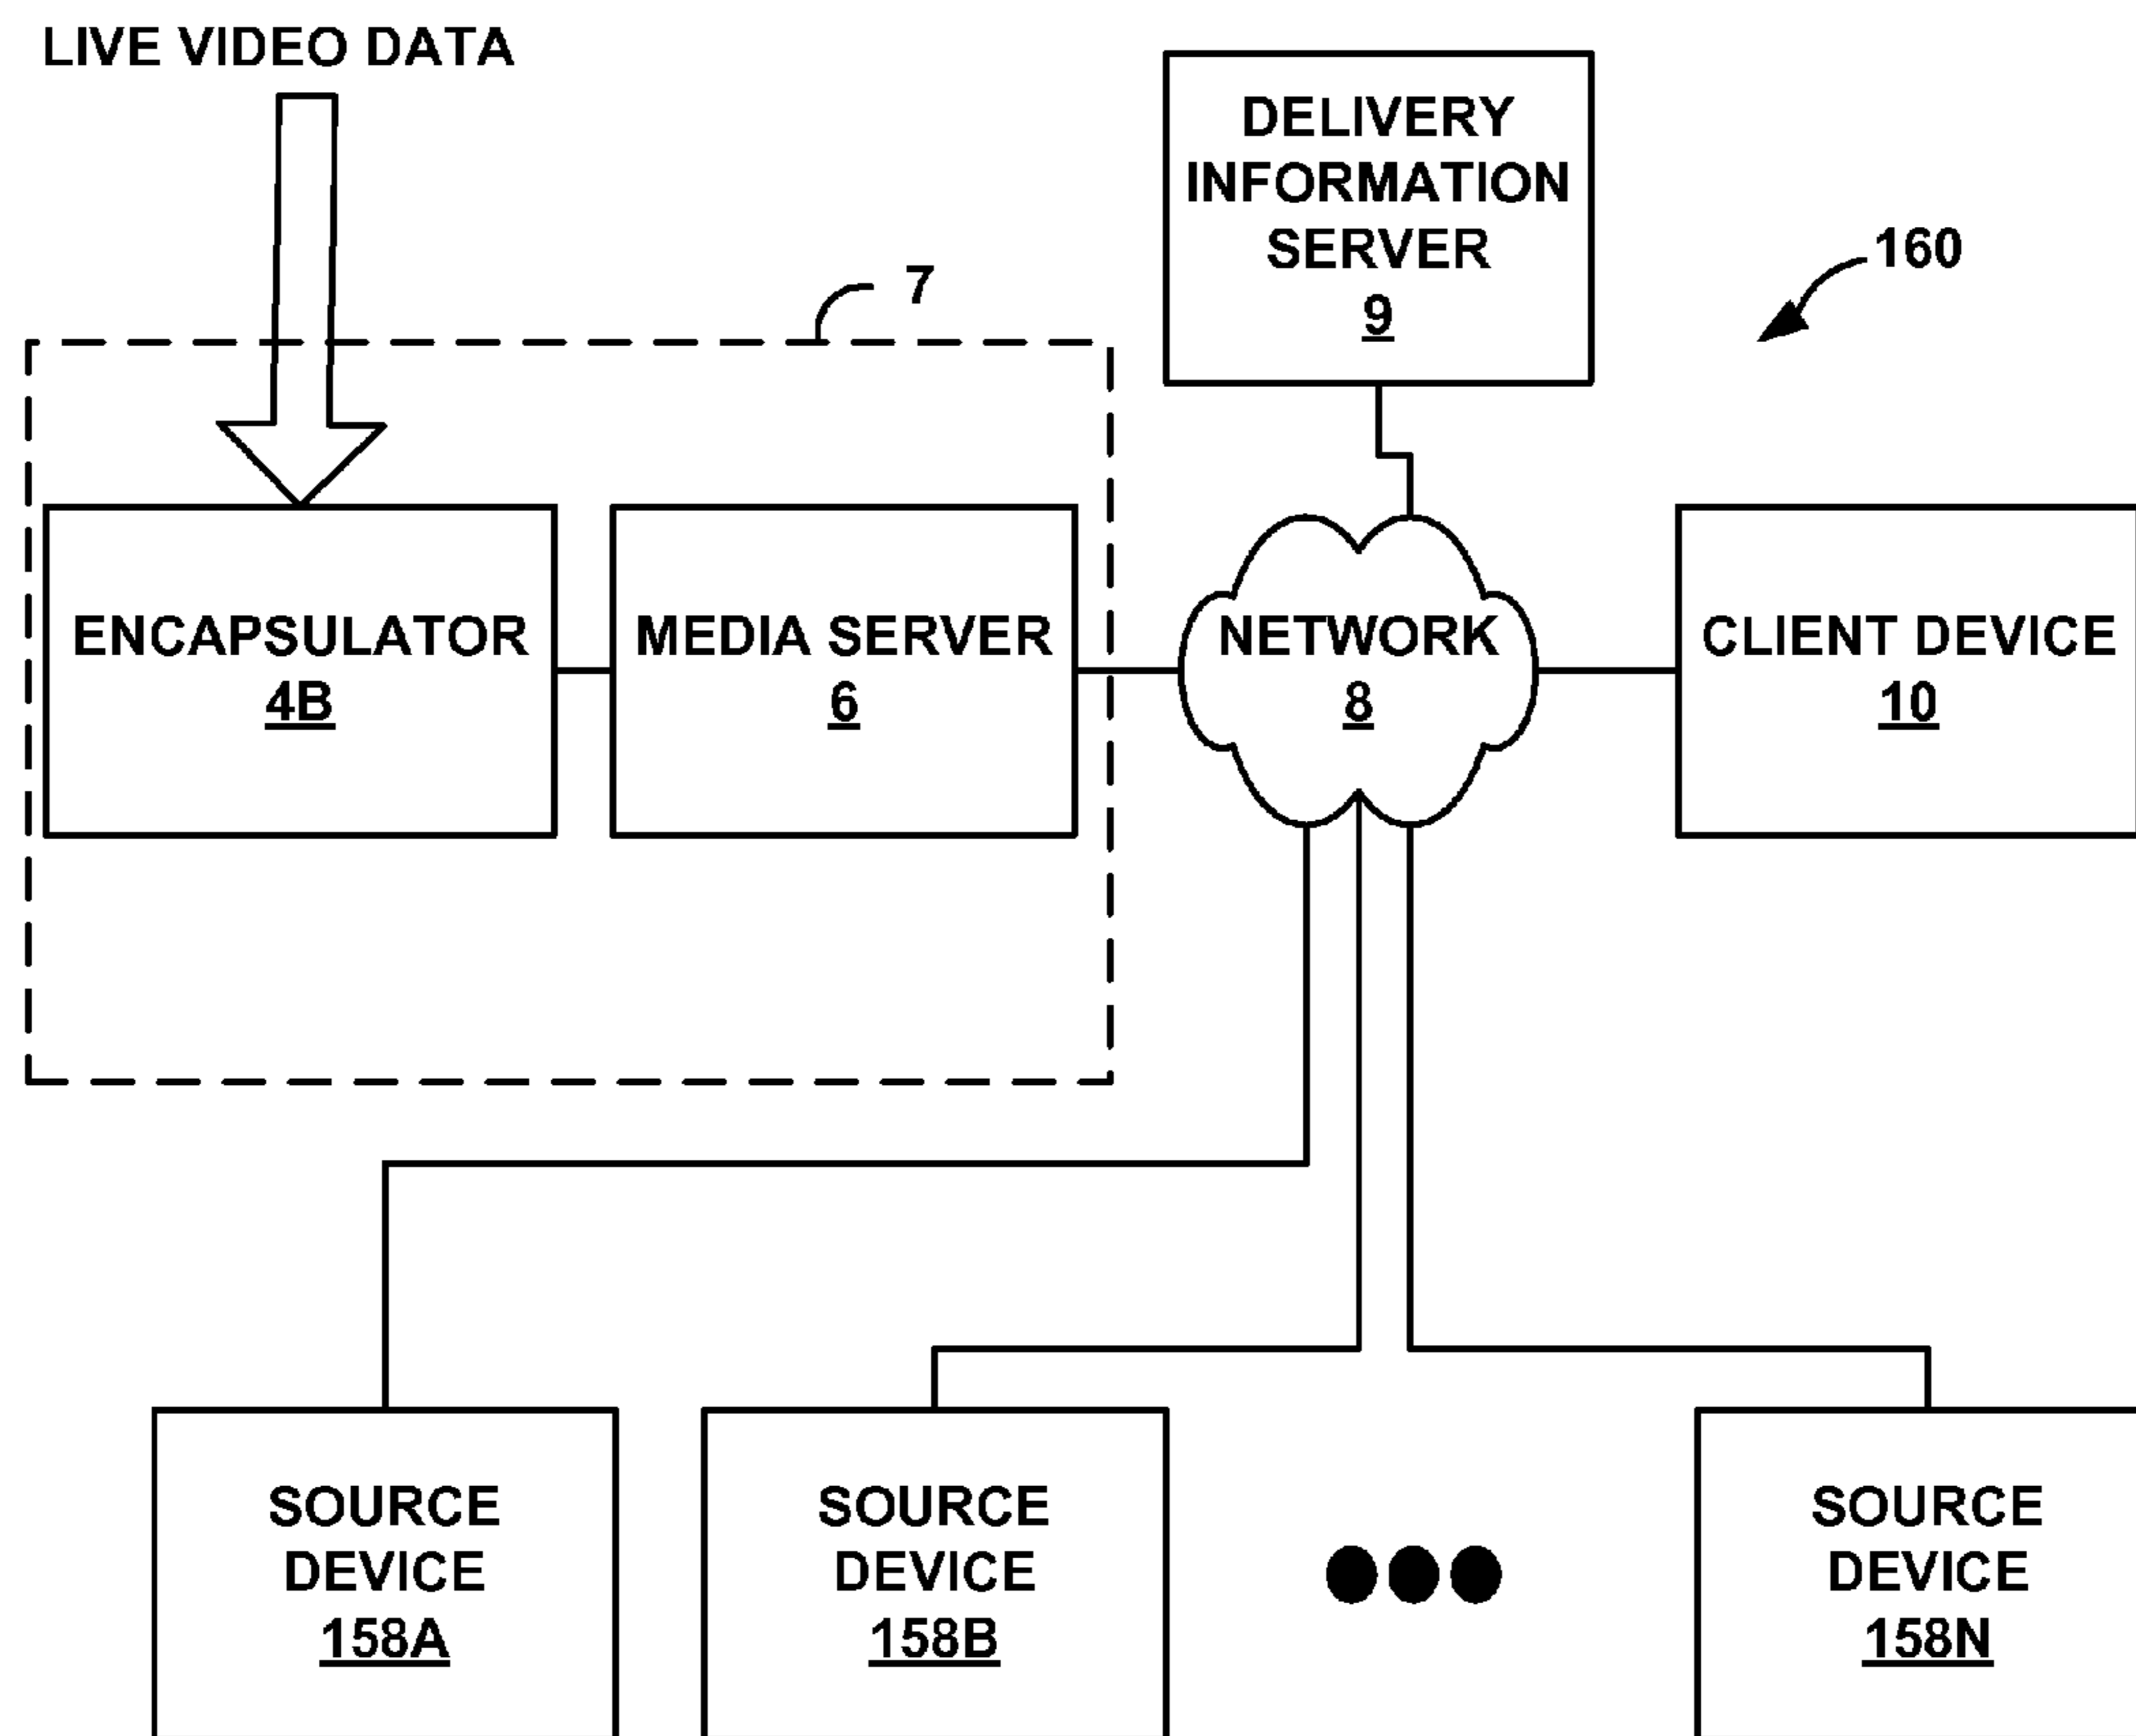 LIVE VIDEO DATA
DELIVERY
INFORMATION
SERVER
9
160
7
ENCAPSULATOR
4B
MEDIA SERVER
6
NETWORK
8
CLIENT DEVICE
10
SOURCE
DEVICE
158A
SOURCE
DEVICE
158B
SOURCE
DEVICE
158N